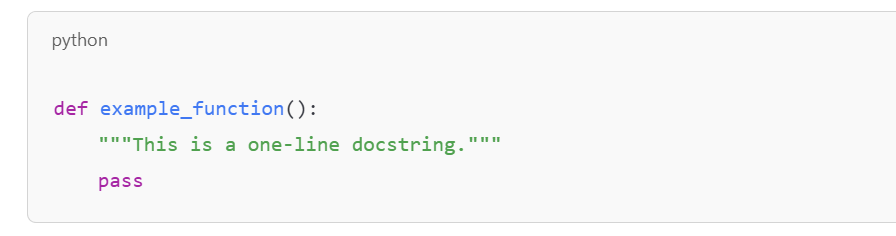 python
def example_function():
    """This is a one-line docstring."""
    pass